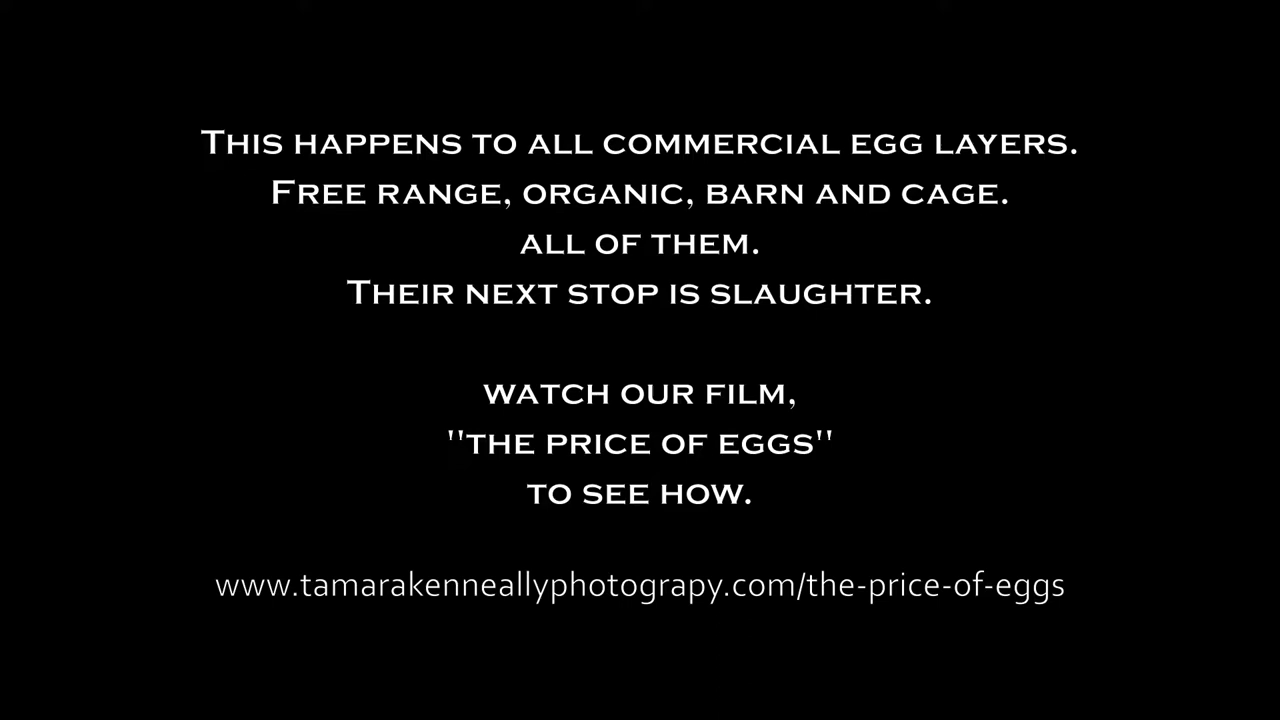 This happens to all commercial egg layers.
Free range, organic, barn and cage.
all of them.
Their next stop is slaughter.
watch our film,
"the price of eggs"
to see how.
www.tamarakenneallyphotograpy.com/the-price-of-eggs